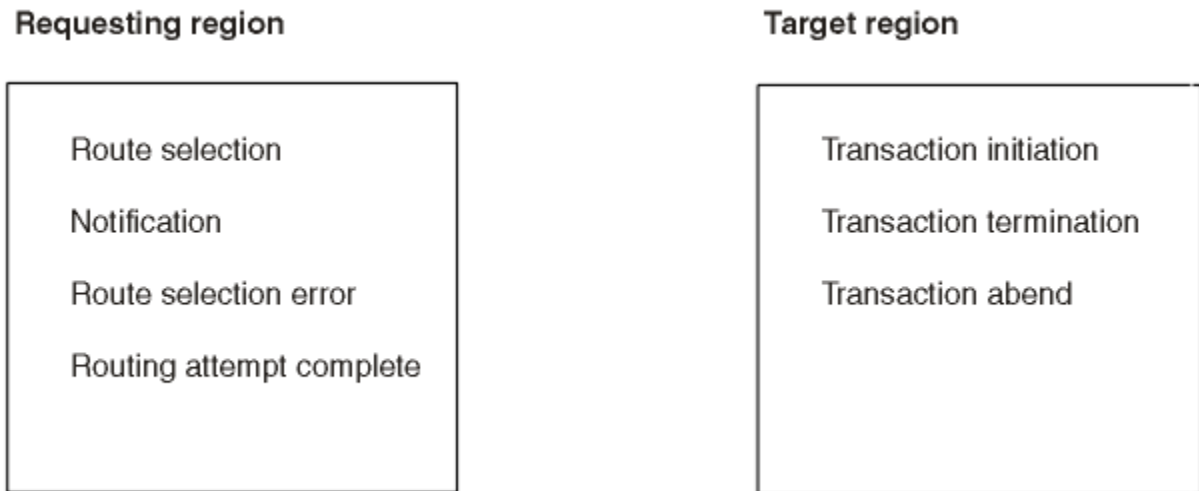 Requesting region
Route selection
Notification
Route selection error
Routing attempt complete
Target region
Transaction initiation
Transaction termination
Transaction abend